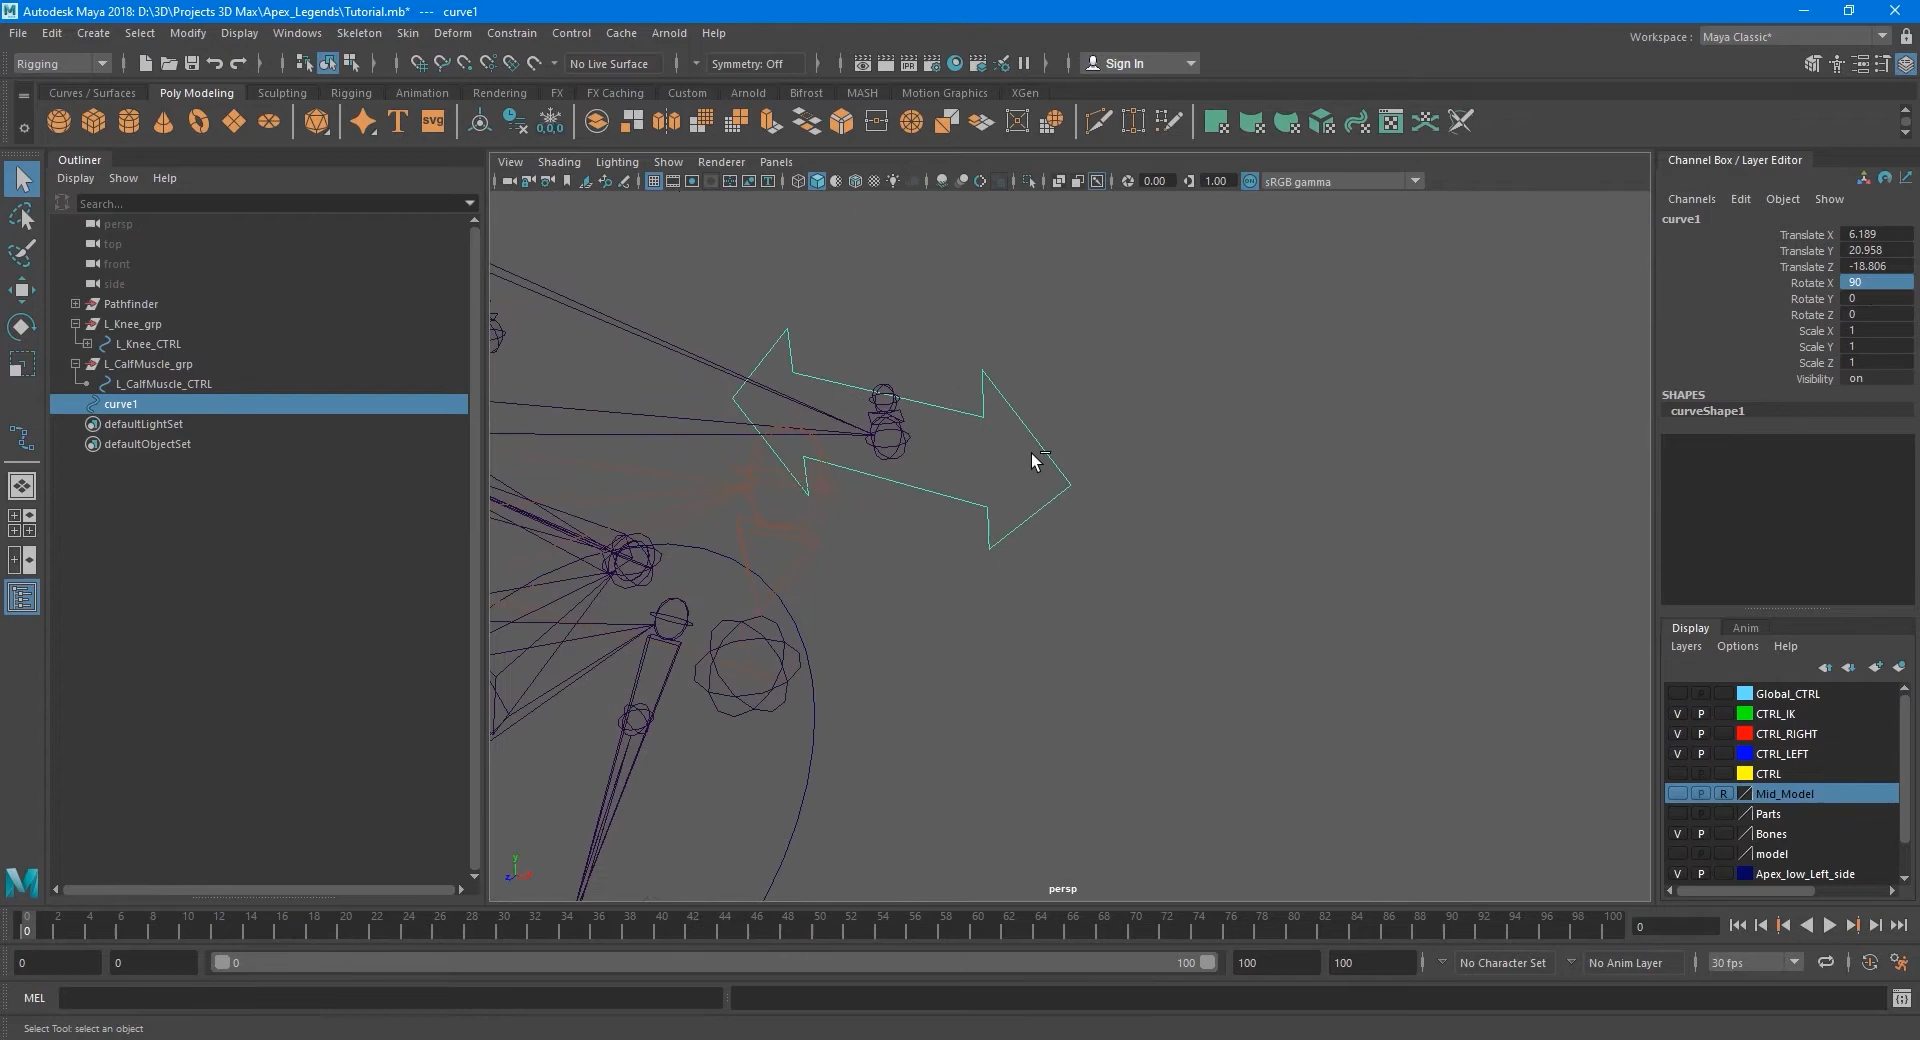 Autodesk Maya 2018: D:\3D\Projects 3D Max\Apex_Legends\Tutorial.mb* --- curve1
File Edit Create Select Modify Display Windows Skeleton Skin Deform Constrain Control Cache Arnold Help
Workspace : Maya Classic*
Rigging No Live Surface Symmetry: Off Sign In
Curves / Surfaces Poly Modeling Sculpting Rigging Animation Rendering FX FX Caching Custom Arnold Bifrost MASH Motion Graphics XGen
T svg 0,0,0 IPR
Outliner
Display Show Help
Search...
persp
top
front
side
Pathfinder
L_Knee_grp
L_Knee_CTRL
L_CalfMuscle_grp
L_CalfMuscle_CTRL
curve1
defaultLightSet
defaultObjectSet
View Shading Lighting Show Renderer Panels
0.00 1.00 ON sRGB gamma
persp
Channel Box / Layer Editor
Channels Edit Object Show
curve1
Translate X 6.189
Translate Y 20.958
Translate Z -18.806
Rotate X 90
Rotate Y 0
Rotate Z 0
Scale X 1
Scale Y 1
Scale Z 1
Visibility on
SHAPES
curveShape1
Display Anim
Layers Options Help
P Global_CTRL
V P CTRL_IK
V P CTRL_RIGHT
V P CTRL_LEFT
P CTRL
P R Mid_Model
P Parts
V P Bones
P model
V P Apex_low_Left_side
0 2 4 6 8 10 12 14 16 18 20 22 24 26 28 30 32 34 36 38 40 42 44 46 48 50 52 54 56 58 60 62 64 66 68 70 72 74 76 78 80 82 84 86 88 90 92 94 96 98 100
0 0
0 0 0 100 100 100 No Character Set No Anim Layer 30 fps
MEL
Select Tool: select an object